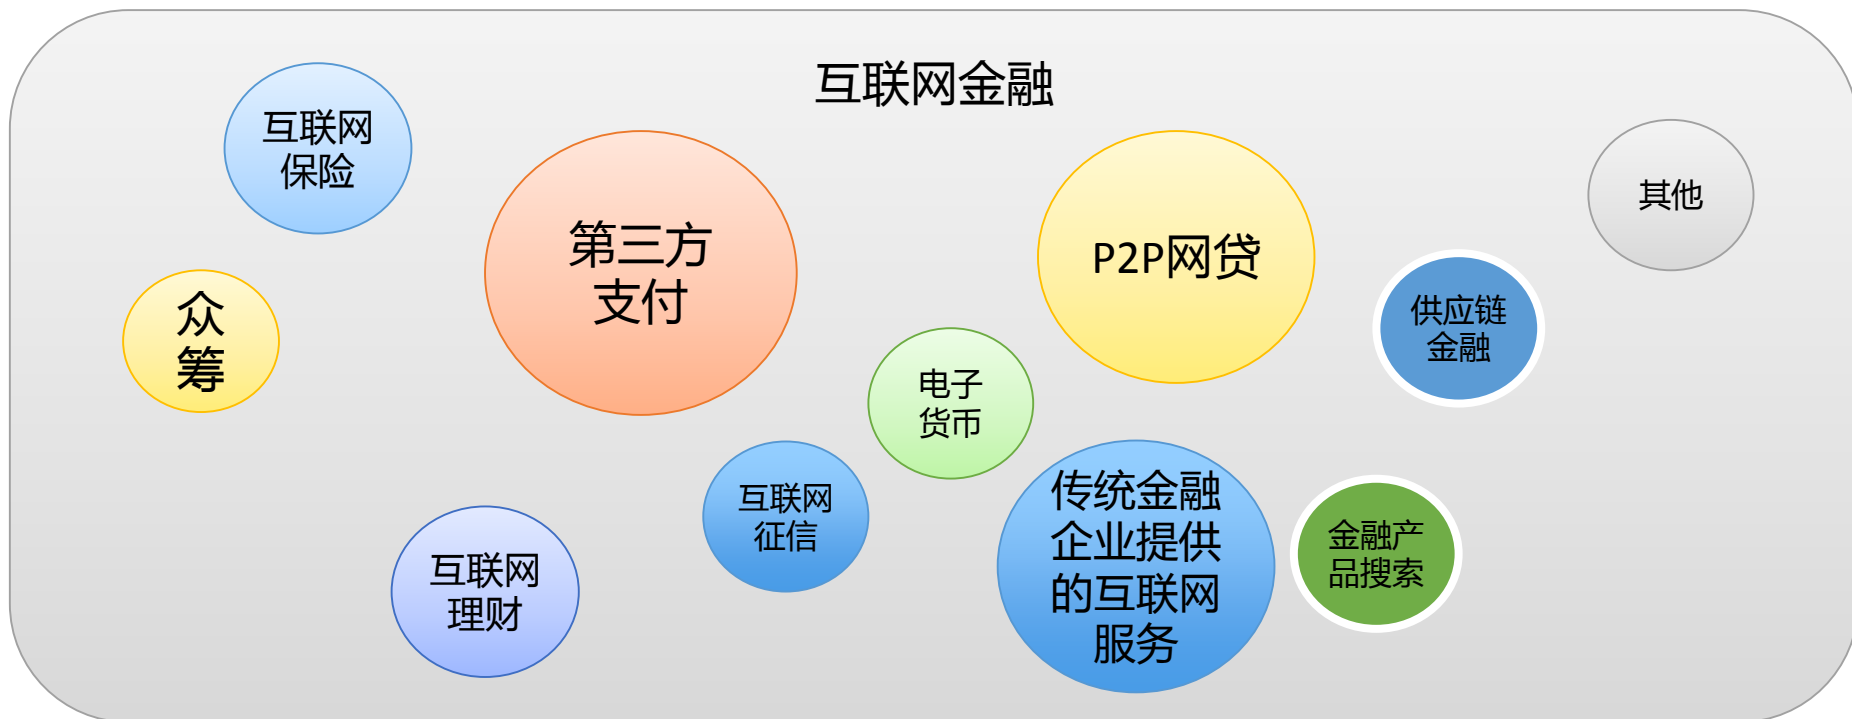 互联网金融
互联网
保险
第三方
支付
P2P网贷
其他
众
筹
供应链
金融
电子
货币
互联网
征信
传统金融
企业提供
的互联网
服务
金融产
品搜索
互联网
理财